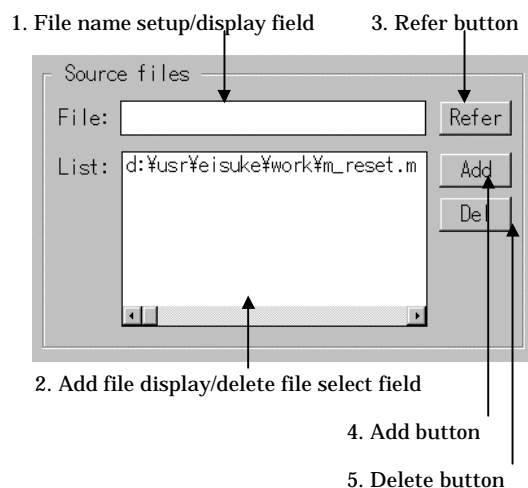 1. File name setup/display field
3. Refer button
Source files
File:
Refer
List:
d:¥usr¥eisuke¥work¥m_reset.m
Add
Del
2. Add file display/delete file select field
4. Add button
5. Delete button